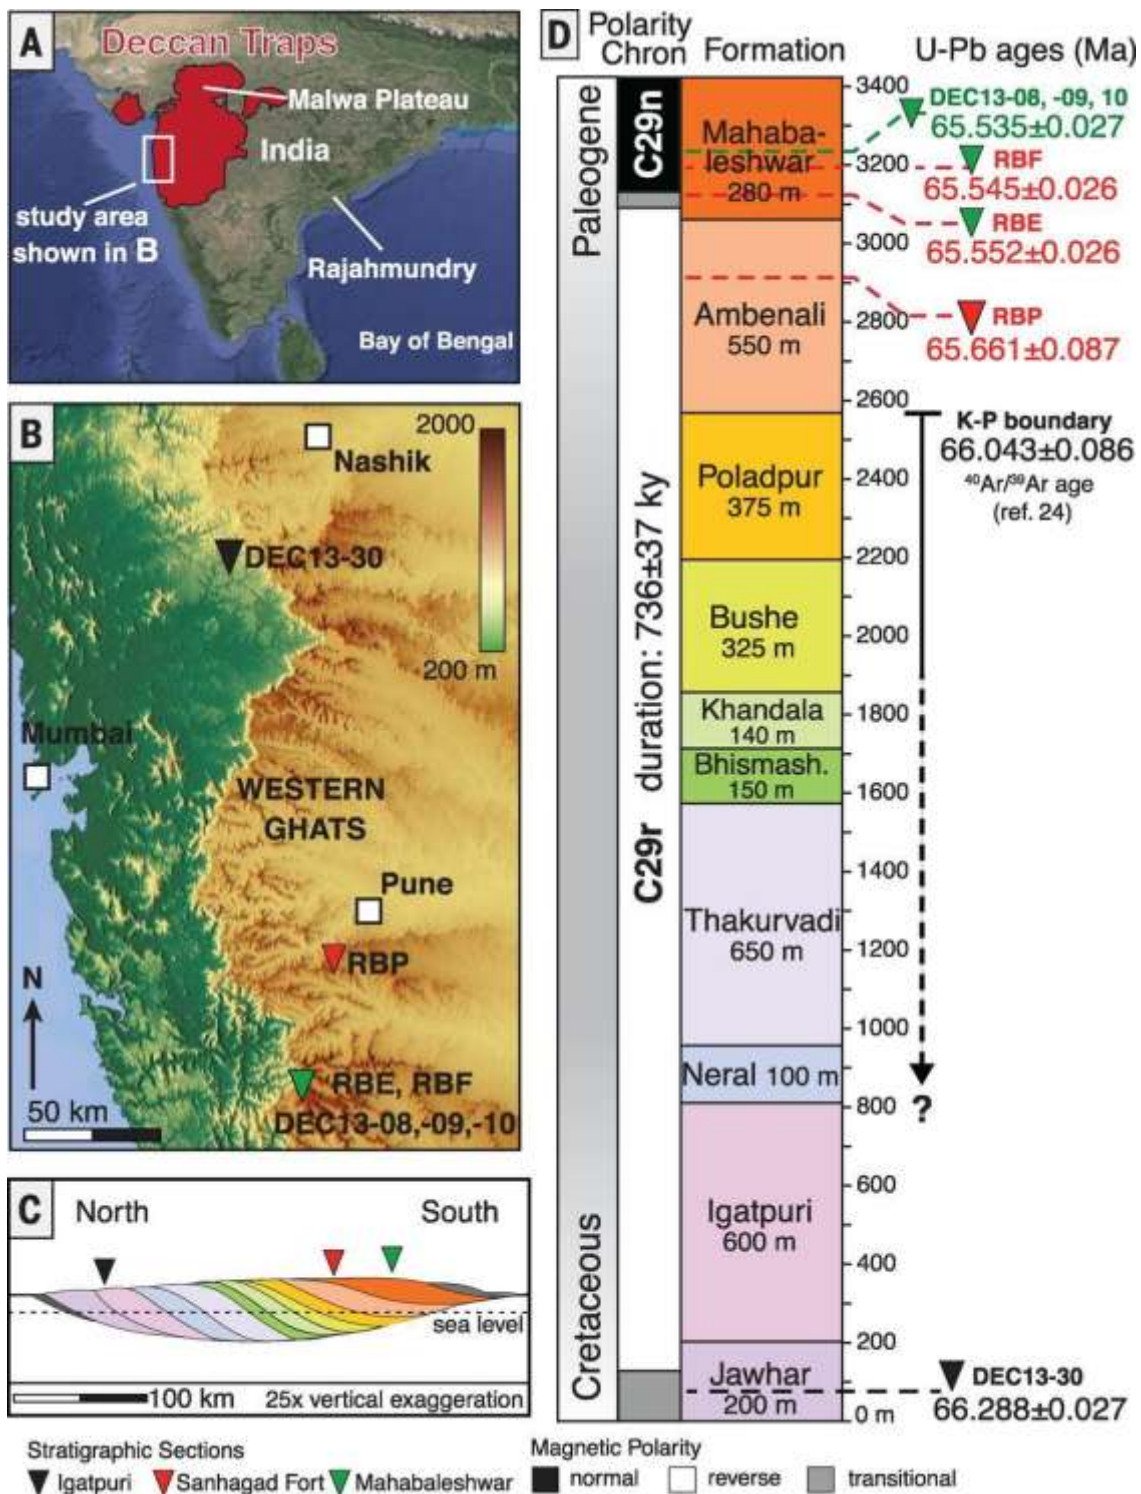 A
Deccan Traps
Malwa Plateau
India
study area
shown in B
Rajahmundry
Bay of Bengal
B
2000
Nashik
DEC13-30
200 m
Mumbai
WESTERN
GHATS
Pune
RBP
N
RBE, RBF
50 km
DEC13-08,-09,-10
C
North
South
sea level
100 km
25x vertical exaggeration
D
Polarity
Chron
Formation
U-Pb ages (Ma)
Paleogene
Cretaceous
C29n
C29r duration: 736±37 ky
Mahaba-
leshwar
280 m
Ambenali
550 m
Poladpur
375 m
Bushe
325 m
Khandala
140 m
Bhismash.
150 m
Thakurvadi
650 m
Neral 100 m
Igatpuri
600 m
Jawhar
200 m
3400
3200
3000
2800
2600
2400
2200
2000
1800
1600
1400
1200
1000
800
600
400
200
0 m
DEC13-08, -09, 10
65.535±0.027
RBF
65.545±0.026
RBE
65.552±0.026
RBP
65.661±0.087
K-P boundary
66.043±0.086
⁴⁰Ar/³⁹Ar age
(ref. 24)
?
DEC13-30
66.288±0.027
Stratigraphic Sections
Igatpuri
Sanhagad Fort
Mahabaleshwar
Magnetic Polarity
normal
reverse
transitional